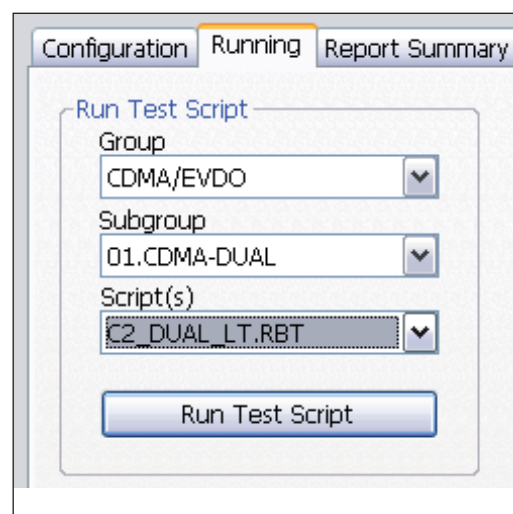 Configuration Running Report Summary
Run Test Script
Group
CDMA/EVDO
Subgroup
01.CDMA-DUAL
Script(s)
C2_DUAL_LT.RBT
Run Test Script